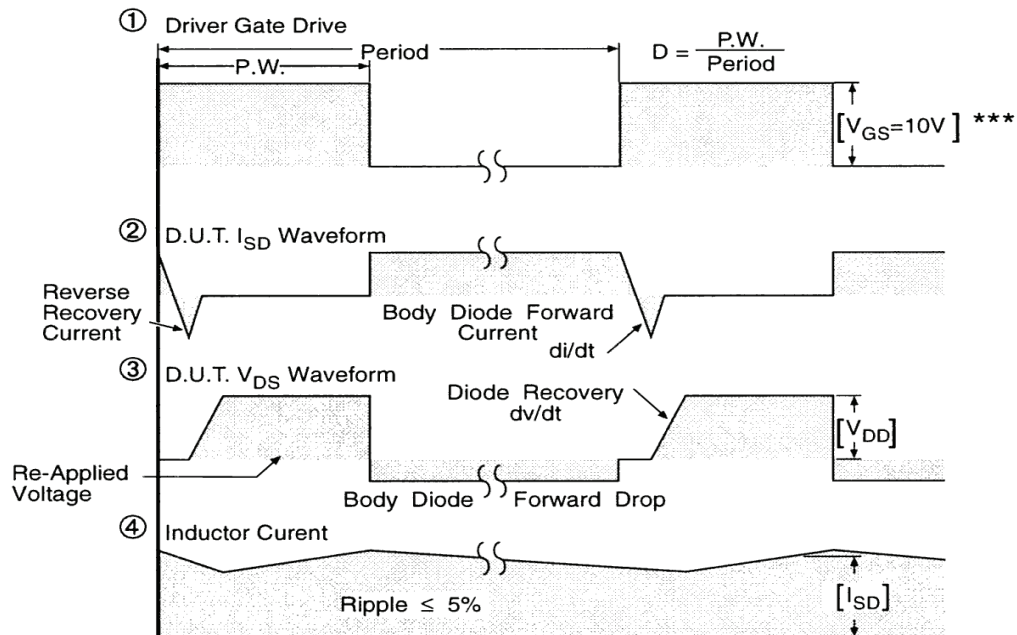 ① Driver Gate Drive
Period
P.W.
D = P.W. / Period
[VGS=10V] ***
② D.U.T. ISD Waveform
Reverse
Recovery
Current
Body Diode Forward
Current
di/dt
③ D.U.T. VDS Waveform
Diode Recovery
dv/dt
[VDD]
Re-Applied
Voltage
Body Diode Forward Drop
④ Inductor Curent
Ripple ≤ 5%
[ISD]